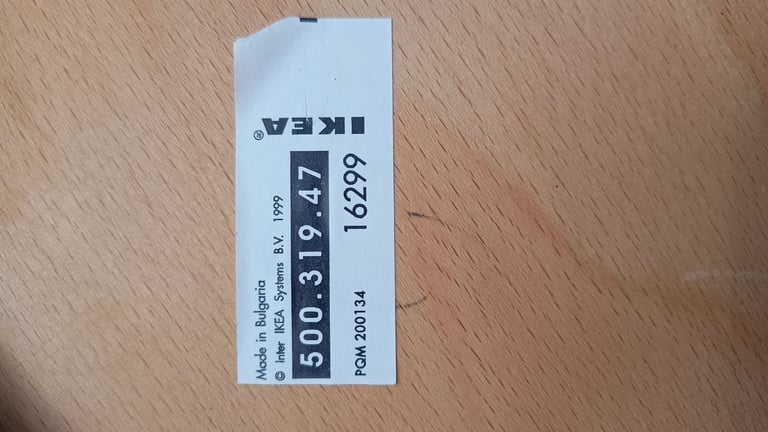 Made in Bulgaria
© Inter IKEA Systems B.V. 1999
500.319.47
PQM 200134 16299
IKEA®